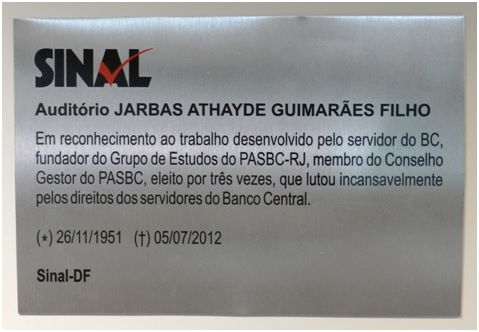 SINAL
Auditório JARBAS ATHAYDE GUIMARÃES FILHO
Em reconhecimento ao trabalho desenvolvido pelo servidor do BC,
fundador do Grupo de Estudos do PASBC-RJ, membro do Conselho
Gestor do PASBC, eleito por três vezes, que lutou incansavelmente
pelos direitos dos servidores do Banco Central.
(*) 26/11/1951 (†) 05/07/2012
Sinal-DF